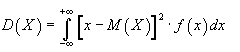 D(X) = ∫_{-∞}^{+∞} [x − M(X)]² · f(x)dx